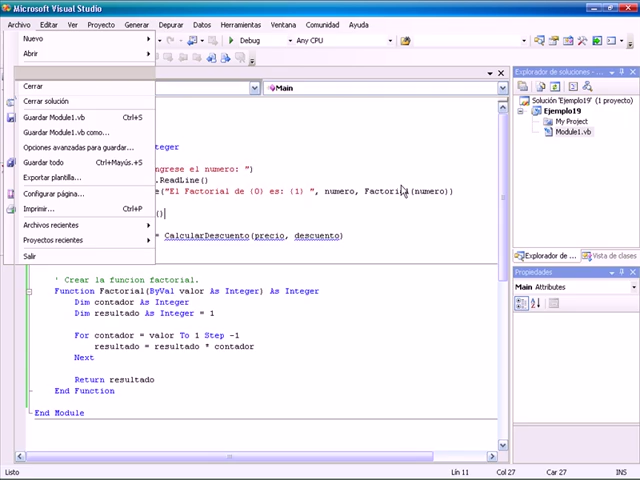 Microsoft Visual Studio
Archivo Editar Ver Proyecto Generar Depurar Datos Herramientas Ventana Comunidad Ayuda
Debug Any CPU
Nuevo
Abrir
Cerrar
Cerrar solución
Guardar Module1.vb Ctrl+S
Guardar Module1.vb como...
Opciones avanzadas para guardar...
Guardar todo Ctrl+Mayús.+S
Exportar plantilla...
Configurar página...
Imprimir... Ctrl+P
Archivos recientes
Proyectos recientes
Salir
Main
teger
ngrese el numero: ")
.ReadLine()
e("El Factorial de {0} es: {1} ", numero, Factorial(numero))
()
= CalcularDescuento(precio, descuento)
' Crear la funcion factorial.
Function Factorial(ByVal valor As Integer) As Integer
Dim contador As Integer
Dim resultado As Integer = 1
For contador = valor To 1 Step -1
resultado = resultado * contador
Next
Return resultado
End Function
End Module
Explorador de soluciones - ...
Solución 'Ejemplo19' (1 proyecto)
Ejemplo19
My Project
Module1.vb
Explorador de ... Vista de clases
Propiedades
Main Attributes
Listo Lín 11 Col 27 Car 27 INS